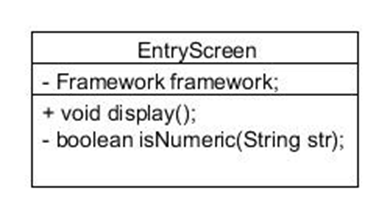 EntryScreen
- Framework framework;
+ void display();
- boolean isNumeric(String str);